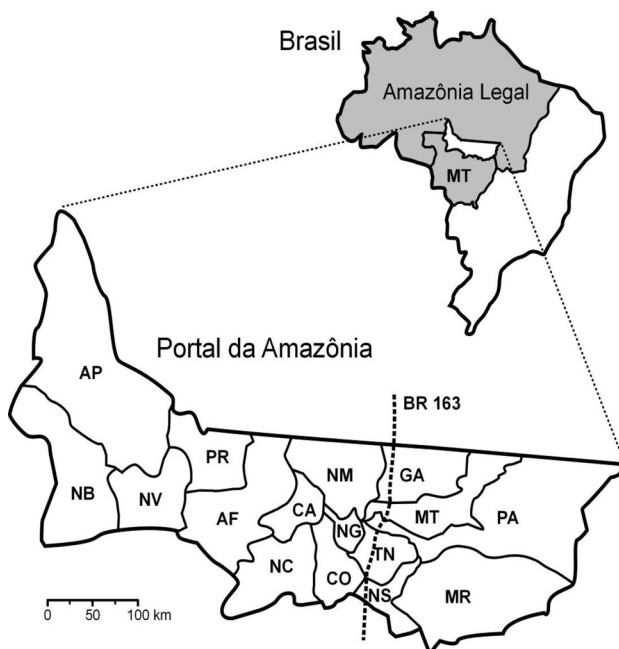 Brasil
Amazônia Legal
MT
Portal da Amazônia
BR 163
AP
PR
NM
GA
NB
NV
AF
CA
NG
MT
PA
TN
NC
CO
NS
MR
0 50 100 km